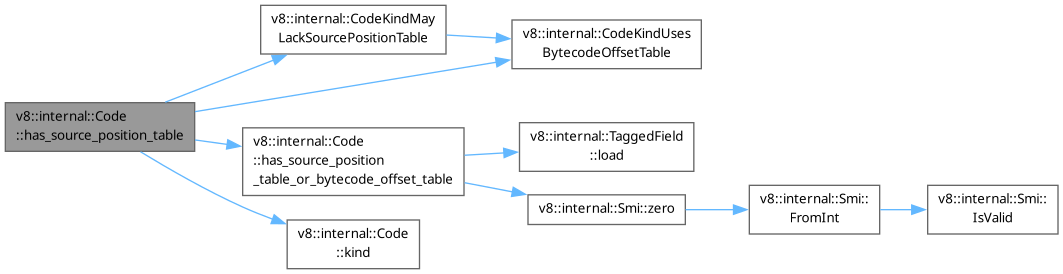 v8::internal::CodeKindMay
LackSourcePositionTable
v8::internal::CodeKindUses
BytecodeOffsetTable
v8::internal::Code
::has_source_position_table
v8::internal::Code
::has_source_position
_table_or_bytecode_offset_table
v8::internal::TaggedField
::load
v8::internal::Smi::zero
v8::internal::Smi::
FromInt
v8::internal::Smi::
IsValid
v8::internal::Code
::kind